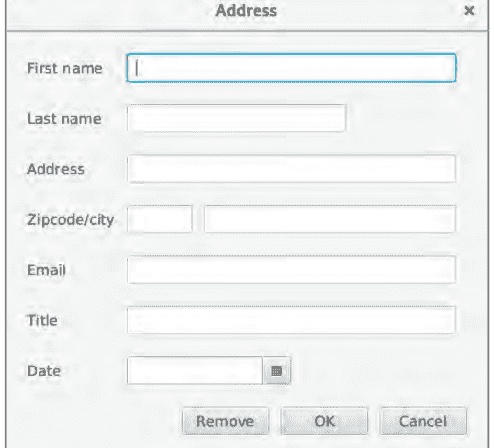 Address
First name
Last name
Address
Zipcode/city
Email
Title
Date
Remove OK Cancel